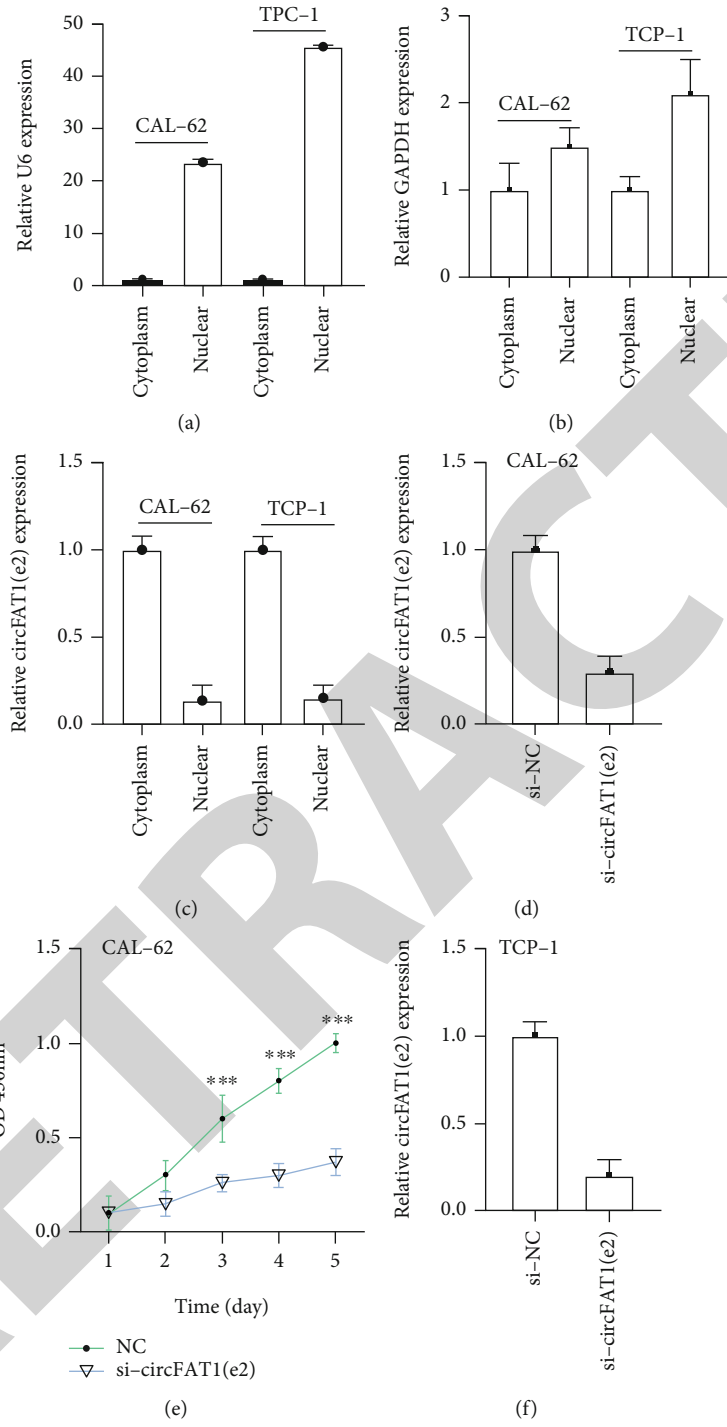 Relative U6 expression
50
40
30
20
10
0
TPC–1
CAL–62
Cytoplasm
Nuclear
Cytoplasm
Nuclear
(a)
Relative GAPDH expression
3
2
1
0
TCP–1
CAL–62
Cytoplasm
Nuclear
Cytoplasm
Nuclear
(b)
Relative circFAT1(e2) expression
1.5
1.0
0.5
0.0
CAL–62
TCP–1
Cytoplasm
Nuclear
Cytoplasm
Nuclear
(c)
Relative circFAT1(e2) expression
1.5
1.0
0.5
0.0
CAL–62
si–NC
si–circFAT1(e2)
(d)
1.5
1.0
0.5
0.0
CAL–62
***
***
***
1 2 3 4 5
Time (day)
NC
si–circFAT1(e2)
(e)
Relative circFAT1(e2) expression
1.5
1.0
0.5
0.0
TCP–1
si–NC
si–circFAT1(e2)
(f)
ETRACT